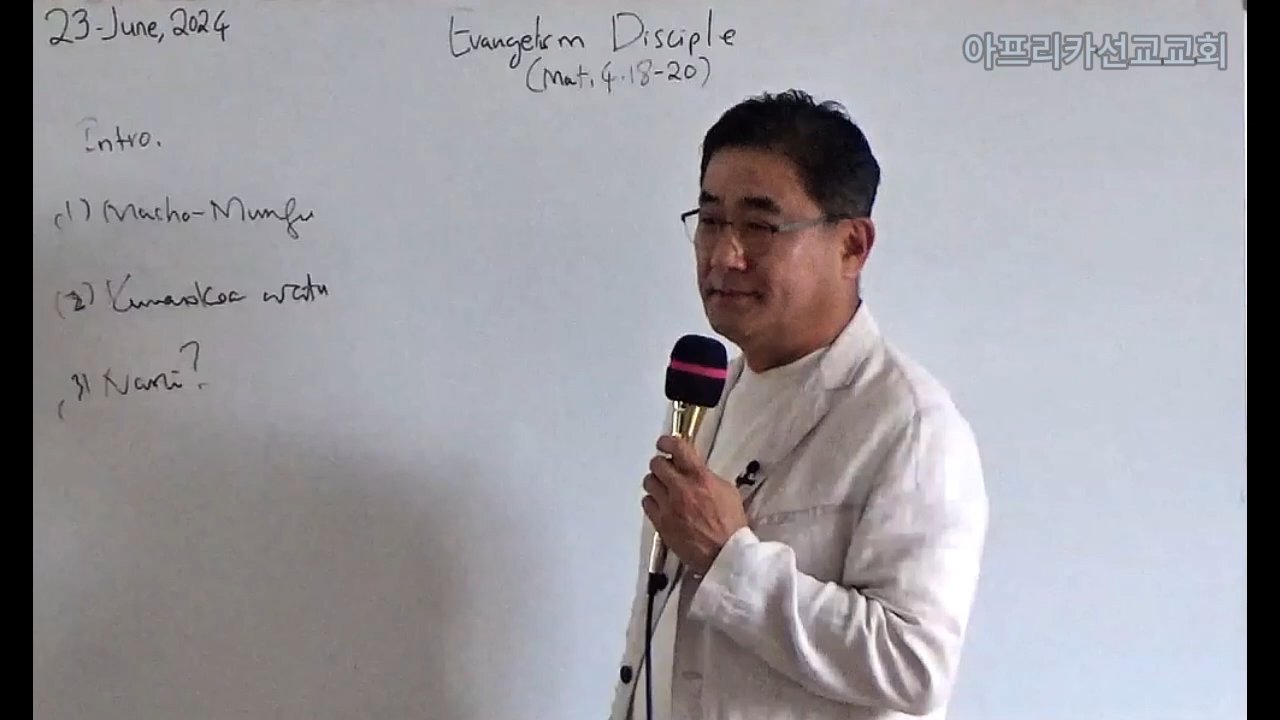 23-June, 2024
Evangelism Disciple
(Mat. 4.18-20)
아프리카선교교회
Intro.
(1) Macho-Mungu
(2) Kumaokoa watu
(3) Nani?